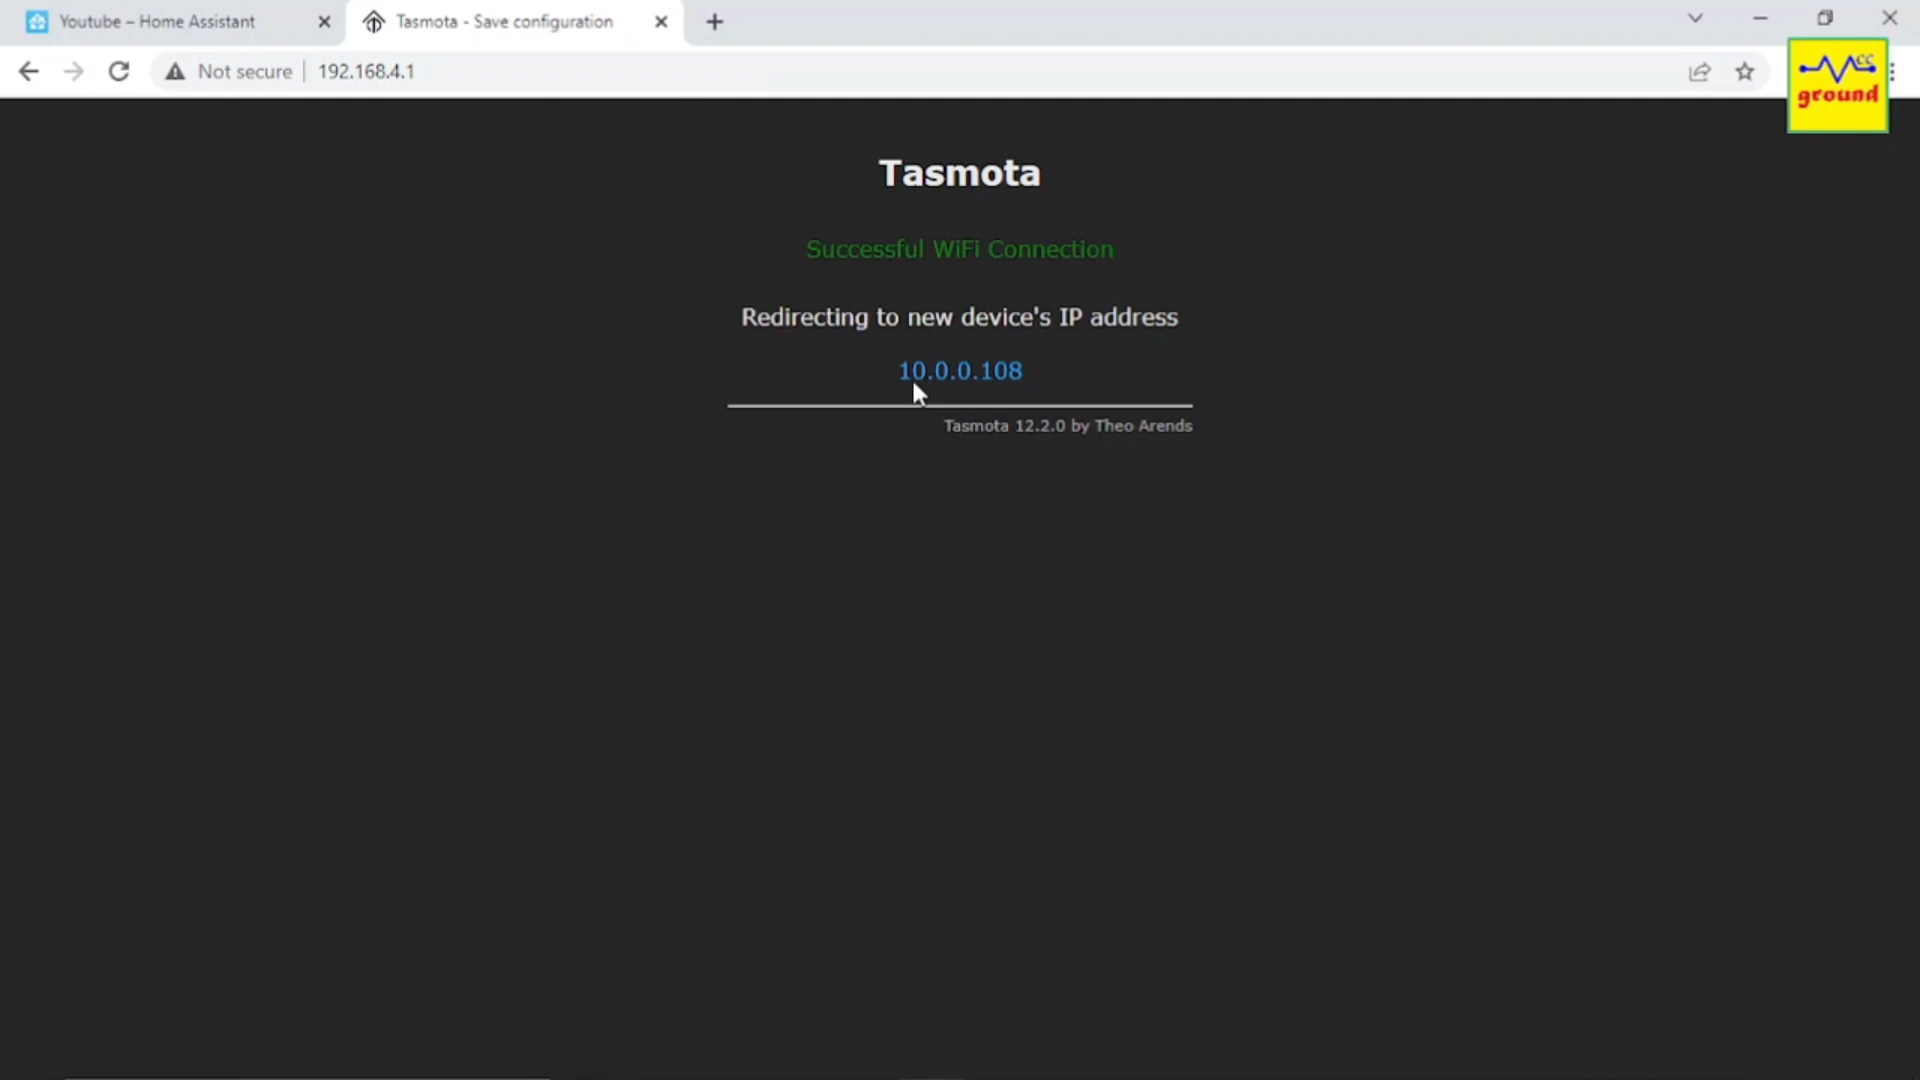 Youtube – Home Assistant
Tasmota - Save configuration
Not secure
192.168.4.1
CC
ground
Tasmota
Successful WiFi Connection
Redirecting to new device's IP address
10.0.0.108
Tasmota 12.2.0 by Theo Arends